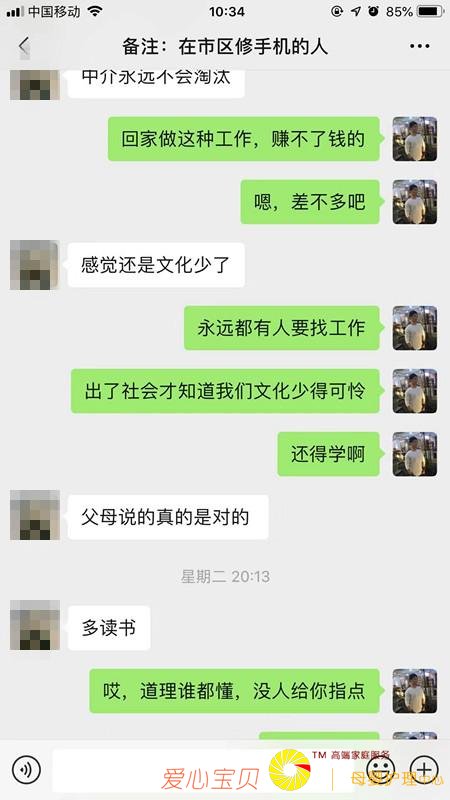 中国移动
10:34
85%
备注：在市区修手机的人
中介永远不会淘汰
回家做这种工作，赚不了钱的
嗯，差不多吧
感觉还是文化少了
永远都有人要找工作
出了社会才知道我们文化少得可怜
还得学啊
父母说的真的是对的
星期二 20:13
多读书
哎，道理谁都懂，没人给你指点
TM 高端家庭服务
爱心宝贝
母婴护理中心